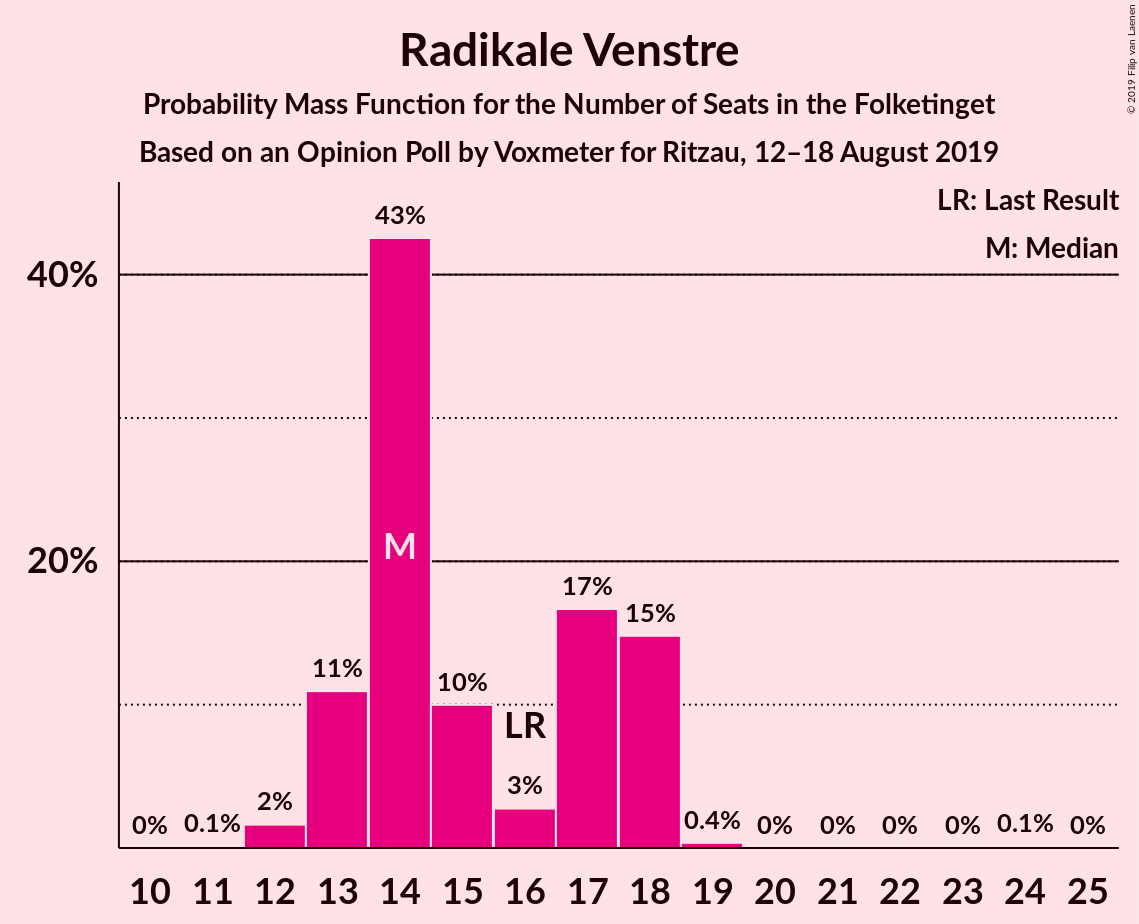 Radikale Venstre
Probability Mass Function for the Number of Seats in the Folketinget
Based on an Opinion Poll by Voxmeter for Ritzau, 12–18 August 2019
© 2019 Filip van Laenen
LR: Last Result
M: Median
40%
20%
0%
0.1%
2%
11%
43%
M
10%
LR
3%
17%
15%
0.4%
0%
0%
0%
0%
0.1%
0%
10 11 12 13 14 15 16 17 18 19 20 21 22 23 24 25